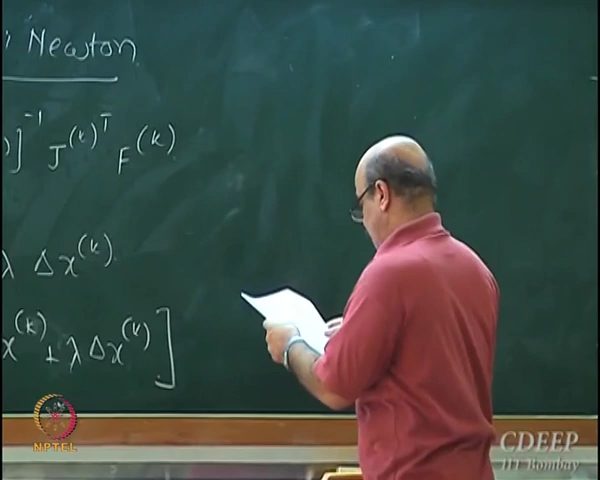 Newton
]⁻¹ J⁽ᵏ⁾ᵀ F⁽ᵏ⁾
λ Δx⁽ᵏ⁾
x⁽ᵏ⁾ + λ Δx⁽ᵏ⁾ ]
NPTEL
CDEEP
IIT Bombay